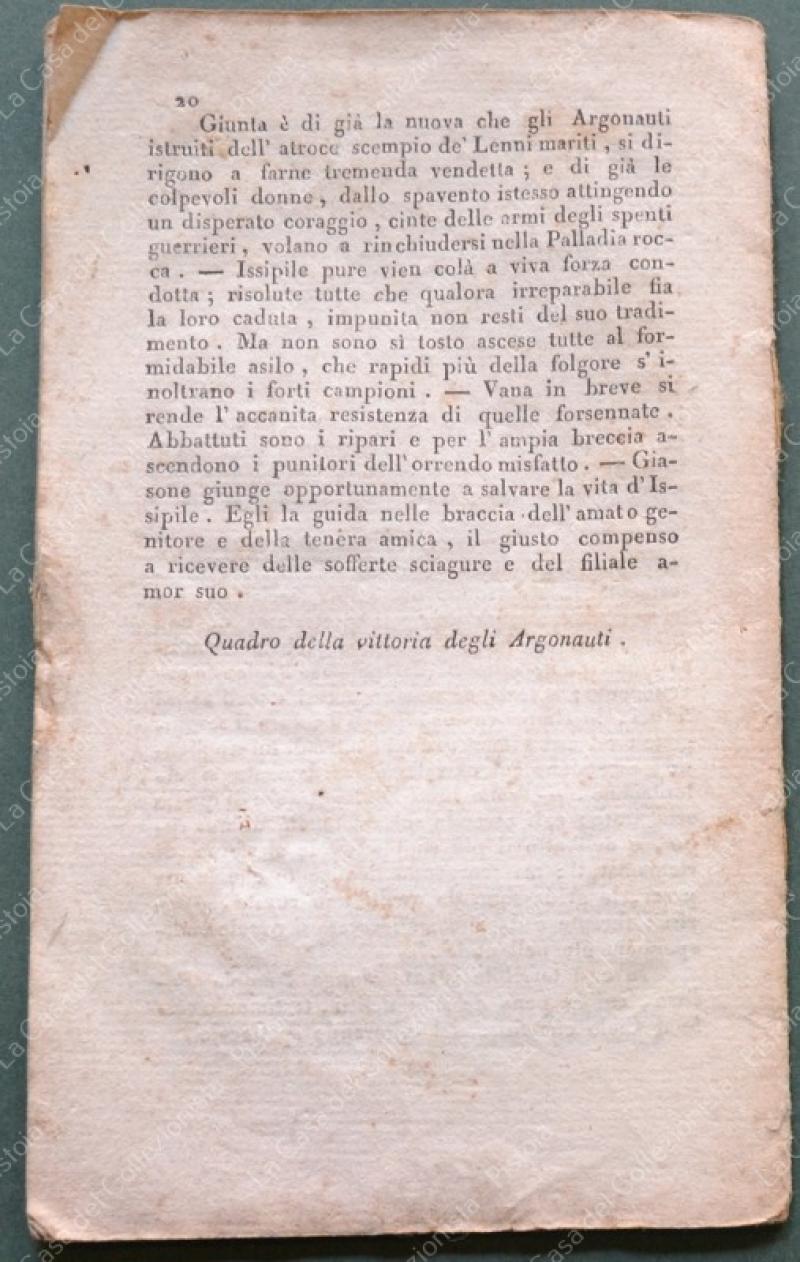 20
Giunta è di già la nuova che gli Argonauti
istruiti dell' atroce scempio de' Lenni mariti , si di-
rigono a farne tremenda vendetta ; e di già le
colpevoli donne , dallo spavento istesso attingendo
un disperato coraggio , cinte delle armi degli spenti
guerrieri , volano a rinchiudersi nella Palladia roc-
ca . — Issipile pure vien colà a viva forza con-
dotta ; risolute tutte che qualora irreparabile fia
la loro caduta , impunita non resti del suo tradi-
mento . Ma non sono sì tosto ascese tutte al for-
midabile asilo , che rapidi più della folgore s' i-
noltrano i forti campioni . — Vana in breve si
rende l' accanita resistenza di quelle forsennate .
Abbattuti sono i ripari e per l' ampia breccia a-
scendono i punitori dell' orrendo misfatto . — Gia-
sone giunge opportunamente a salvare la vita d' Is-
sipile . Egli la guida nelle braccia dell' amato ge-
nitore e della tenera amica , il giusto compenso
a ricevere delle sofferte sciagure e del filiale a-
mor suo .
Quadro della vittoria degli Argonauti .
La Casa del Collezionista - Pistoia